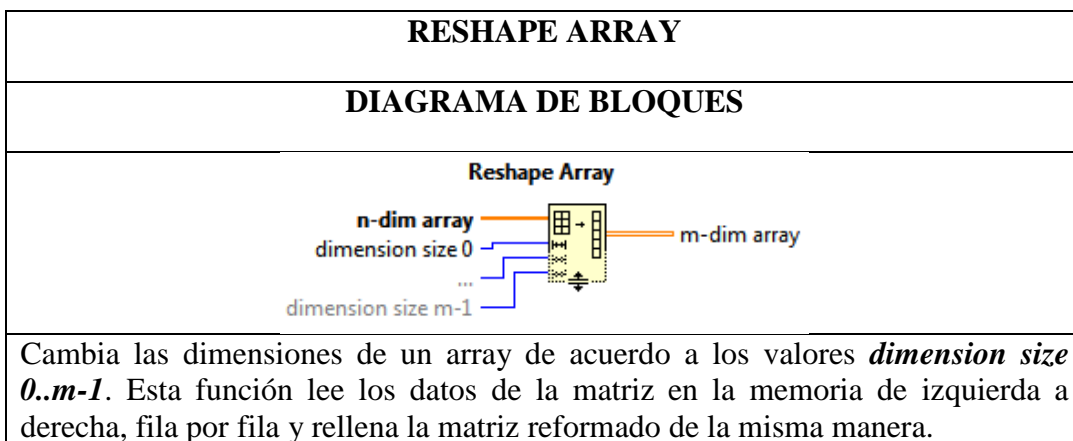 RESHAPE ARRAY
DIAGRAMA DE BLOQUES
Reshape Array
n-dim array
dimension size 0
...
dimension size m-1
m-dim array
Cambia las dimensiones de un array de acuerdo a los valores dimension size
0..m-1. Esta función lee los datos de la matriz en la memoria de izquierda a
derecha, fila por fila y rellena la matriz reformado de la misma manera.